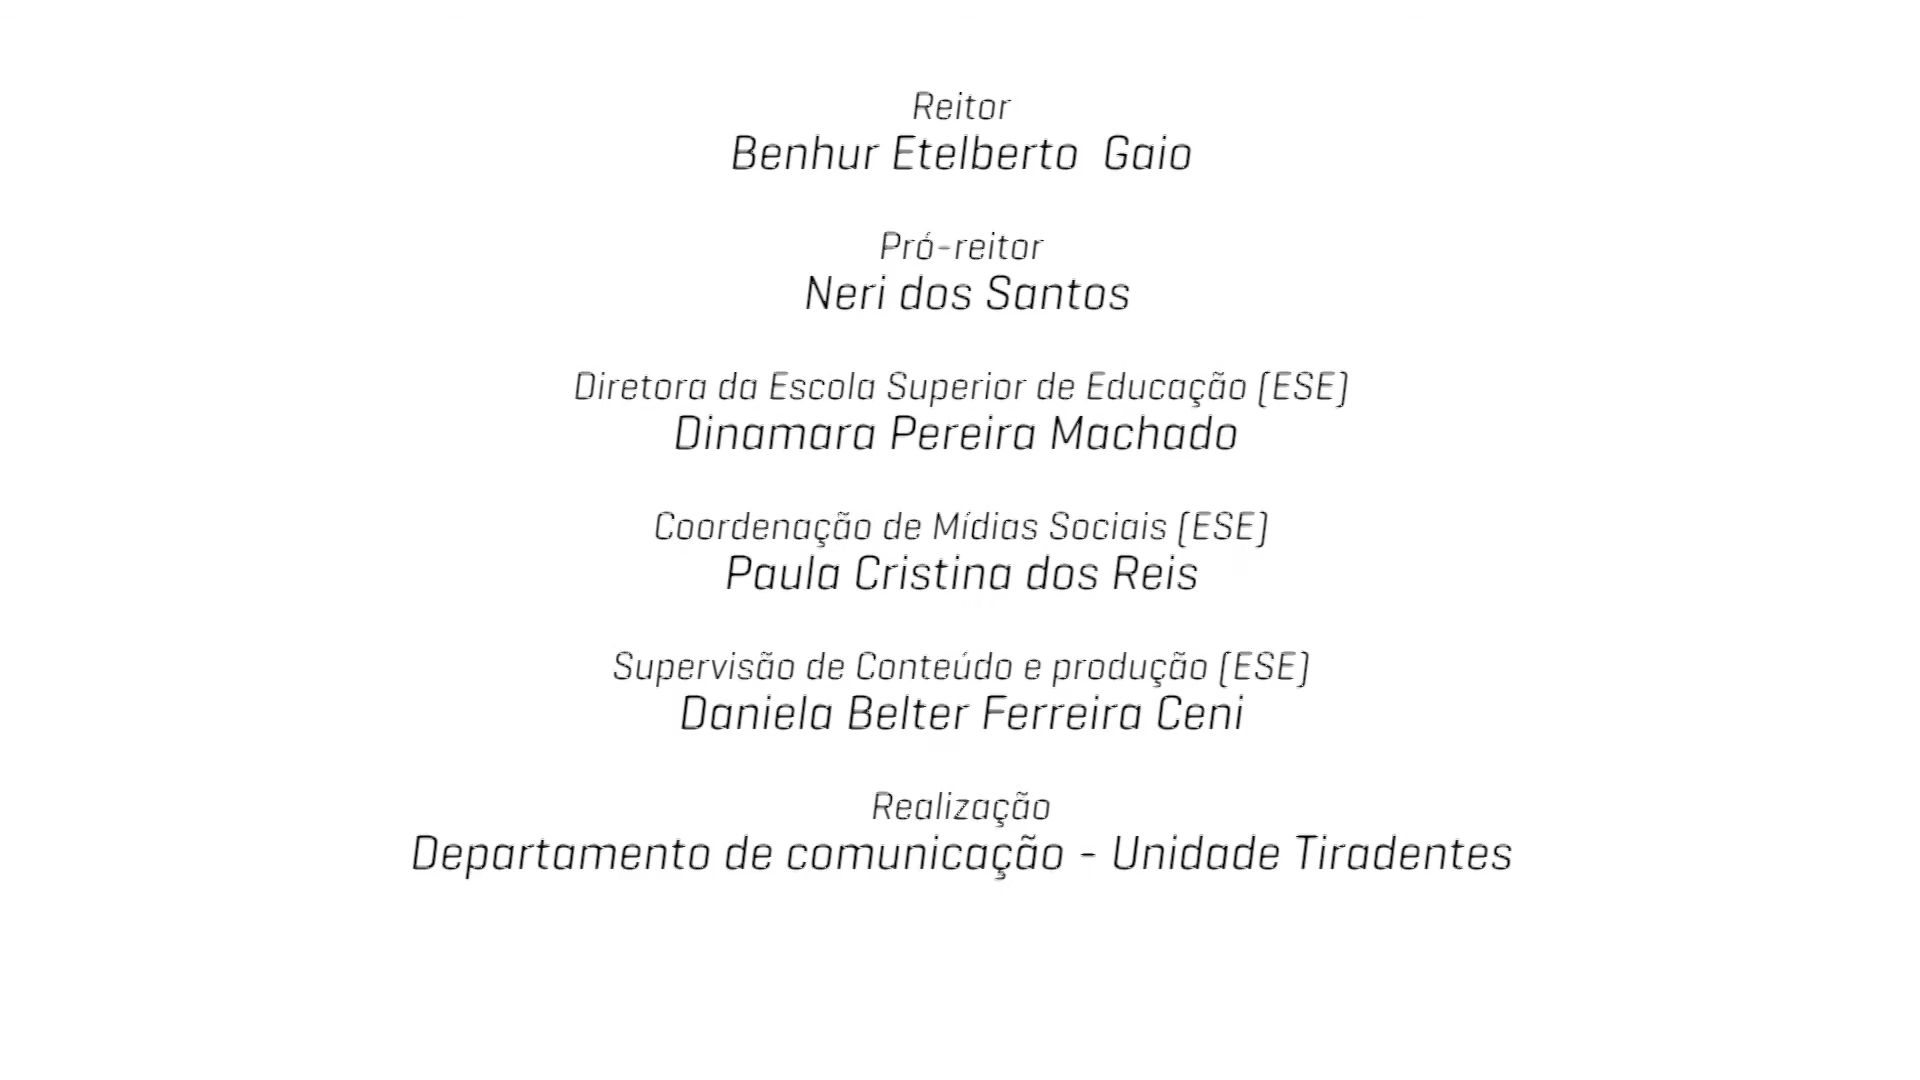 Reitor
Benhur Etelberto Gaio
Pró-reitor
Neri dos Santos
Diretora da Escola Superior de Educação (ESE)
Dinamara Pereira Machado
Coordenação de Mídias Sociais (ESE)
Paula Cristina dos Reis
Supervisão de Conteúdo e produção (ESE)
Daniela Belter Ferreira Ceni
Realização
Departamento de comunicação - Unidade Tiradentes